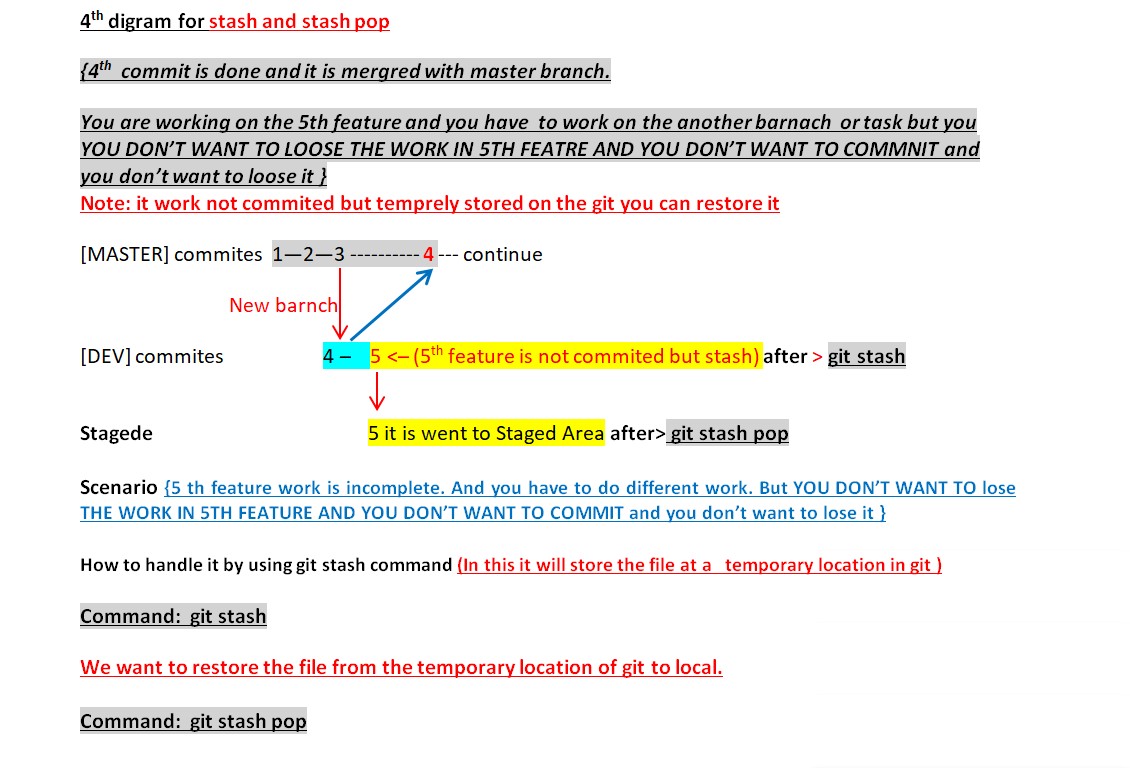 4th digram for stash and stash pop
{4th commit is done and it is mergred with master branch.
You are working on the 5th feature and you have to work on the another barnach or task but you
YOU DON'T WANT TO LOOSE THE WORK IN 5TH FEATRE AND YOU DON'T WANT TO COMMNIT and
you don't want to loose it }
Note: it work not commited but temprely stored on the git you can restore it
[MASTER] commites 1—2—3 ---------- 4 --- continue
New barnch
[DEV] commites 4 – 5 <– (5th feature is not commited but stash) after > git stash
Stagede 5 it is went to Staged Area after> git stash pop
Scenario {5 th feature work is incomplete. And you have to do different work. But YOU DON'T WANT TO lose
THE WORK IN 5TH FEATURE AND YOU DON'T WANT TO COMMIT and you don't want to lose it }
How to handle it by using git stash command (In this it will store the file at a temporary location in git )
Command: git stash
We want to restore the file from the temporary location of git to local.
Command: git stash pop